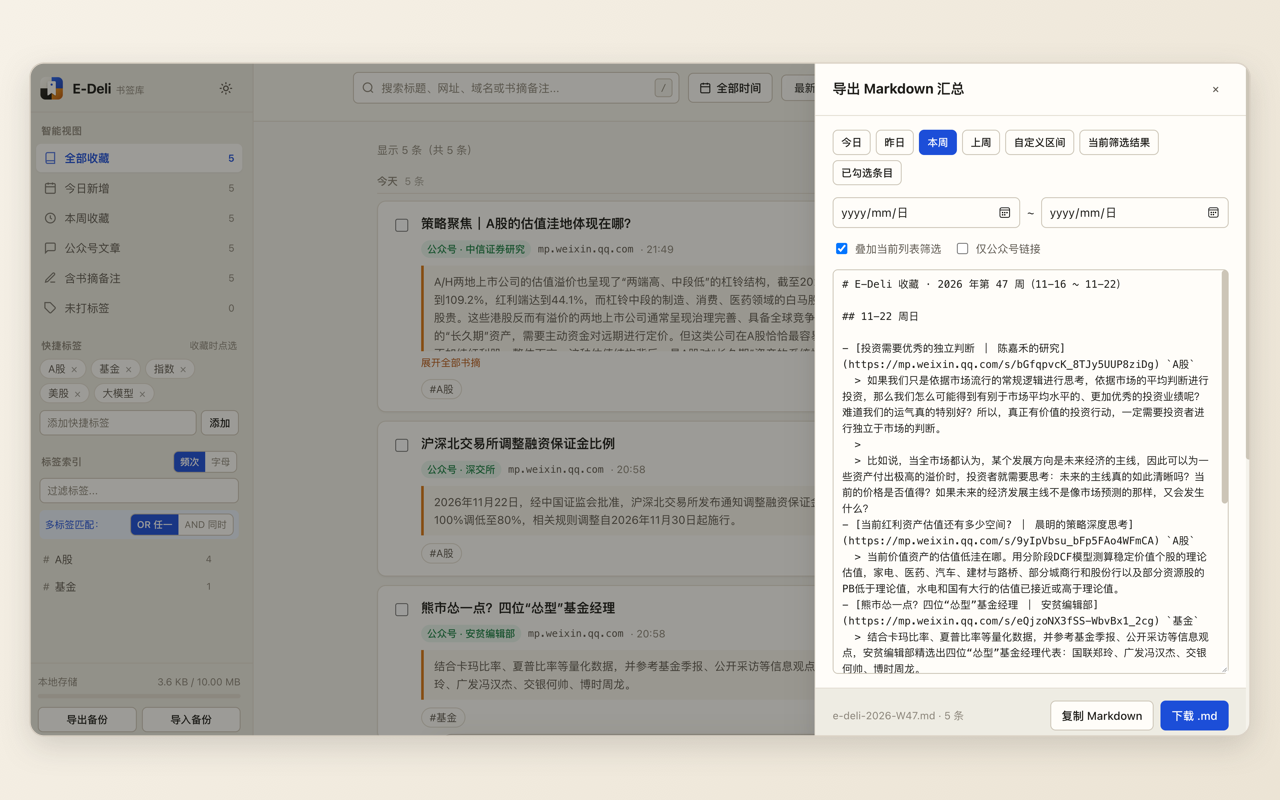 E-Deli 书签库
搜索标题、网址、域名或书摘备注... /
全部时间
最新
智能视图
全部收藏 5
今日新增 5
本周收藏 5
公众号文章 5
含书摘备注 5
未打标签 0
快捷标签 收藏时点选
A股 × 基金 × 指数 ×
美股 × 大模型 ×
添加快捷标签 添加
标签索引 频次 字母
过滤标签...
多标签匹配: OR 任一 AND 同时
# A股 4
# 基金 1
本地存储 3.6 KB / 10.00 MB
导出备份 导入备份
显示 5 条（共 5 条）
今天 5 条
策略聚焦｜A股的估值洼地体现在哪？
公众号 · 中信证券研究 mp.weixin.qq.com · 21:49
A/H两地上市公司的估值溢价也呈现了“两端高、中段低”的杠铃结构，截至20
到109.2%，红利端达到44.1%，而杠铃中段的制造、消费、医药领域的白马
股贵。这些港股反而有溢价的两地上市公司通常呈现治理完善、具备全球竞争
的“长久期”资产，需要主动资金对远期进行定价。但这类公司在A股恰恰最容易
展开全部书摘
#A股
沪深北交易所调整融资保证金比例
公众号 · 深交所 mp.weixin.qq.com · 20:58
2026年11月22日，经中国证监会批准，沪深北交易所发布通知调整融资保证金
100%调低至80%，相关规则调整自2026年11月30日起施行。
#A股
熊市怂一点？四位“怂型”基金经理
公众号 · 安贫编辑部 mp.weixin.qq.com · 20:58
结合卡玛比率、夏普比率等量化数据，并参考基金季报、公开采访等信息观点
玲、广发冯汉杰、交银何帅、博时周龙。
#基金
导出 Markdown 汇总 ×
今日 昨日 本周 上周 自定义区间 当前筛选结果
已勾选条目
yyyy/mm/日 ~ yyyy/mm/日
叠加当前列表筛选 仅公众号链接
# E-Deli 收藏 · 2026 年第 47 周（11-16 ~ 11-22）
## 11-22 周日
- [投资需要优秀的独立判断 ｜ 陈嘉禾的研究]
(https://mp.weixin.qq.com/s/bGfqpvcK_8TJy5UUP8ziDg) `A股`
> 如果我们只是依据市场流行的常规逻辑进行思考，依据市场的平均判断进行
投资，那么我们怎么可能得到有别于市场平均水平的、更加优秀的投资业绩呢？
难道我们的运气真的特别好？所以，真正有价值的投资行动，一定需要投资者进
行独立于市场的判断。
>
> 比如说，当全市场都认为，某个发展方向是未来经济的主线，因此可以为一
些资产付出极高的溢价时，投资者就需要思考：未来的主线真的如此清晰吗？当
前的价格是否值得？如果未来的经济发展主线不是像市场预测的那样，又会发生
什么？
- [当前红利资产估值还有多少空间？ ｜ 晨明的策略深度思考]
(https://mp.weixin.qq.com/s/9yIpVbsu_bFp5FAo4WFmCA) `A股`
> 当前价值资产的估值低洼在哪。用分阶段DCF模型测算稳定价值个股的理论
估值，家电、医药、汽车、建材与路桥、部分城商行和股份行以及部分资源股的
PB低于理论值，水电和国有大行的估值已接近或高于理论值。
- [熊市怂一点？四位“怂型”基金经理 ｜ 安贫编辑部]
(https://mp.weixin.qq.com/s/eQjzoNX3fSS-WbvBx1_2cg) `基金`
> 结合卡玛比率、夏普比率等量化数据，并参考基金季报、公开采访等信息观
点，安贫编辑部精选出四位“怂型”基金经理代表：国联郑玲、广发冯汉杰、交银
何帅、博时周龙。
e-deli-2026-W47.md · 5 条 复制 Markdown 下载 .md